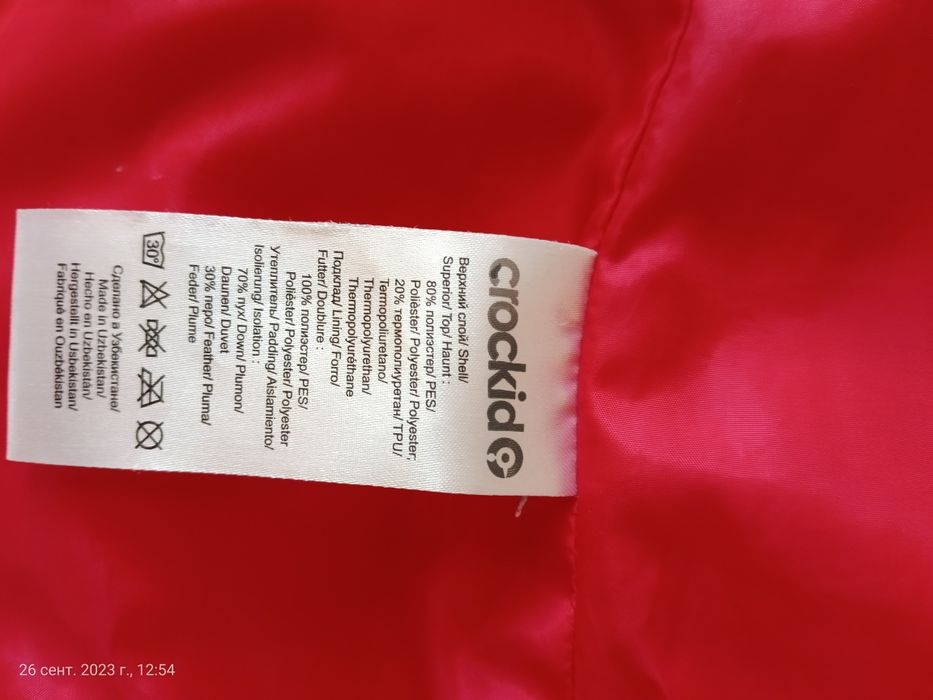 crockid
Верхний слой/ Shell/
Superior/ Top/ Haunt :
80% полиэстер/ PES/
Poliéster/ Polyester/ Polyester;
20% термополиуретан/ TPU/
Termopoliuretano/
Thermopolyurethan/
Thermopolyuréthane
Подклад/ Lining/ Forro/
Futter/ Doublure :
100% полиэстер/ PES/
Poliéster/ Polyester/ Polyester
Утеплитель/ Padding/ Aislamiento/
Isolierung/ Isolation :
70% пух/ Down/ Plumon/
Daunen/ Duvet
30% перо/ Feather/ Pluma/
Feder/ Plume
30°
Сделано в Узбекистане/
Made in Uzbekistan/
Hecho en Uzbekistán/
Hergestellt in Usbekistan/
Fabriqué en Ouzbékistan
26 сент. 2023 г., 12:54